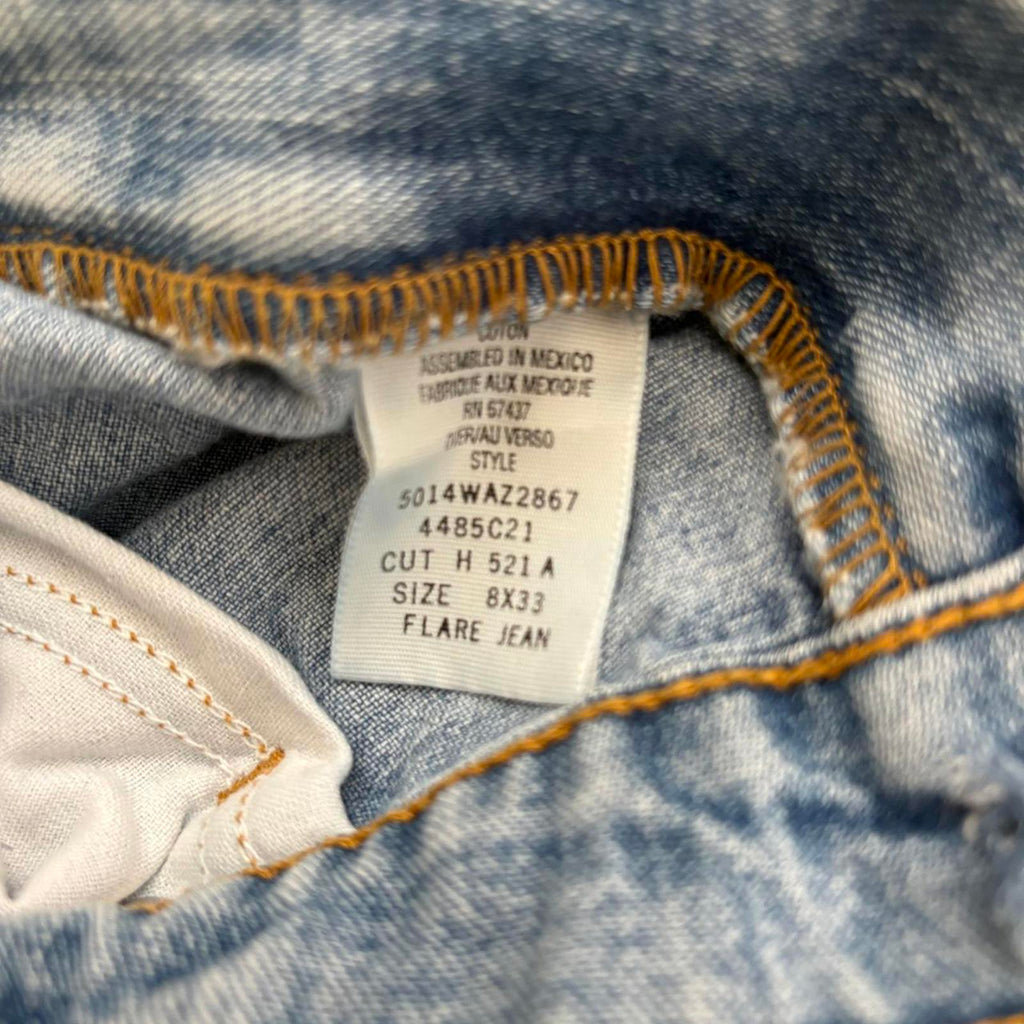 COTON
ASSEMBLED IN MEXICO
FABRIQUE AUX MEXIQUE
RN 57437
/AU VERSO
STYLE
5014WAZ2867
4485C21
CUT H 521 A
SIZE 8X33
FLARE JEAN